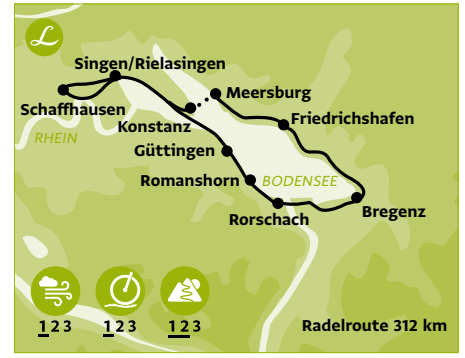 L
Singen/Rielasingen
Meersburg
Schaffhausen
Friedrichshafen
Konstanz
RHEIN
Güttingen
Romanshorn
BODENSEE
Rorschach
Bregenz
1 2 3
1 2 3
1 2 3
Radelroute 312 km